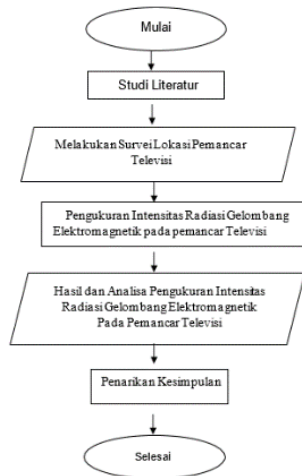 Mulai
Studi Literatur
Melakukan Survei Lokasi Pemancar
Televisi
Pengukuran Intensitas Radiasi Gelombang
Elektromagnetik pada pemancar Televisi
Hasil dan Analisa Pengukuran Intensitas
Radiasi Gelombang Elektromagnetik
Pada Pemancar Televisi
Penarikan Kesimpulan
Selesai